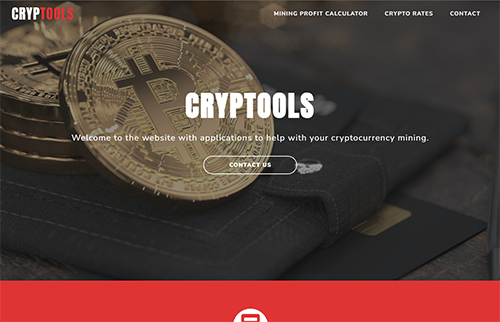 CRYPTOOLS
MINING PROFIT CALCULATOR
CRYPTO RATES
CONTACT
CRYPTOOLS
Welcome to the website with applications to help with your cryptocurrency mining.
CONTACT US